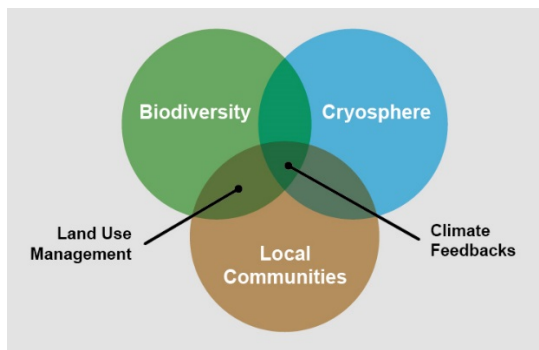 Biodiversity
Cryosphere
Land Use
Management
Local
Communities
Climate
Feedbacks